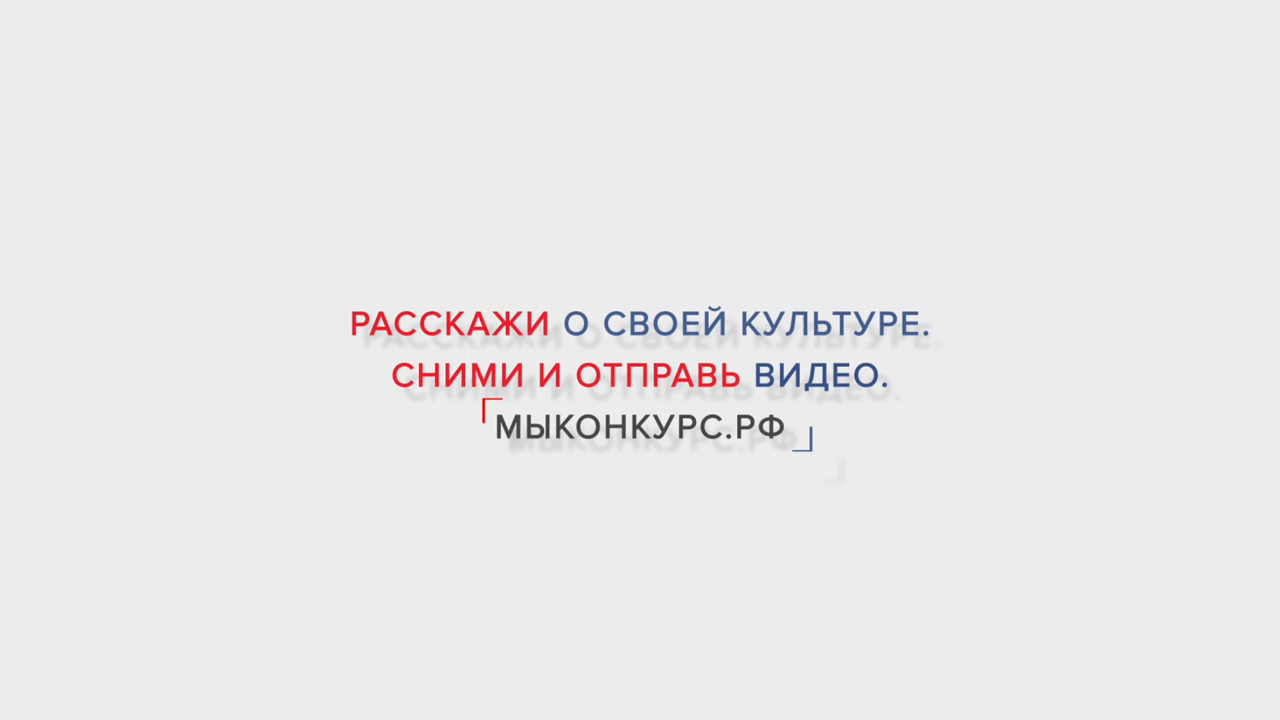 РАССКАЖИ О СВОЕЙ КУЛЬТУРЕ.
СНИМИ И ОТПРАВЬ ВИДЕО.
МЫКОНКУРС.РФ